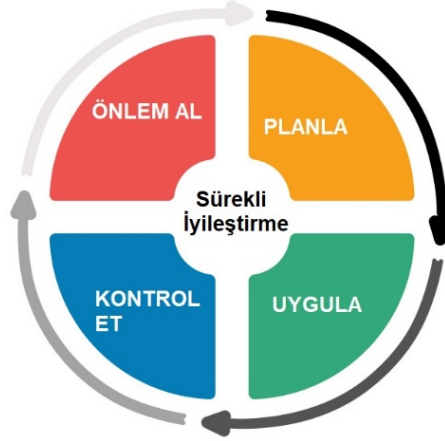 ÖNLEM AL
PLANLA
Sürekli
İyileştirme
KONTROL
ET
UYGULA